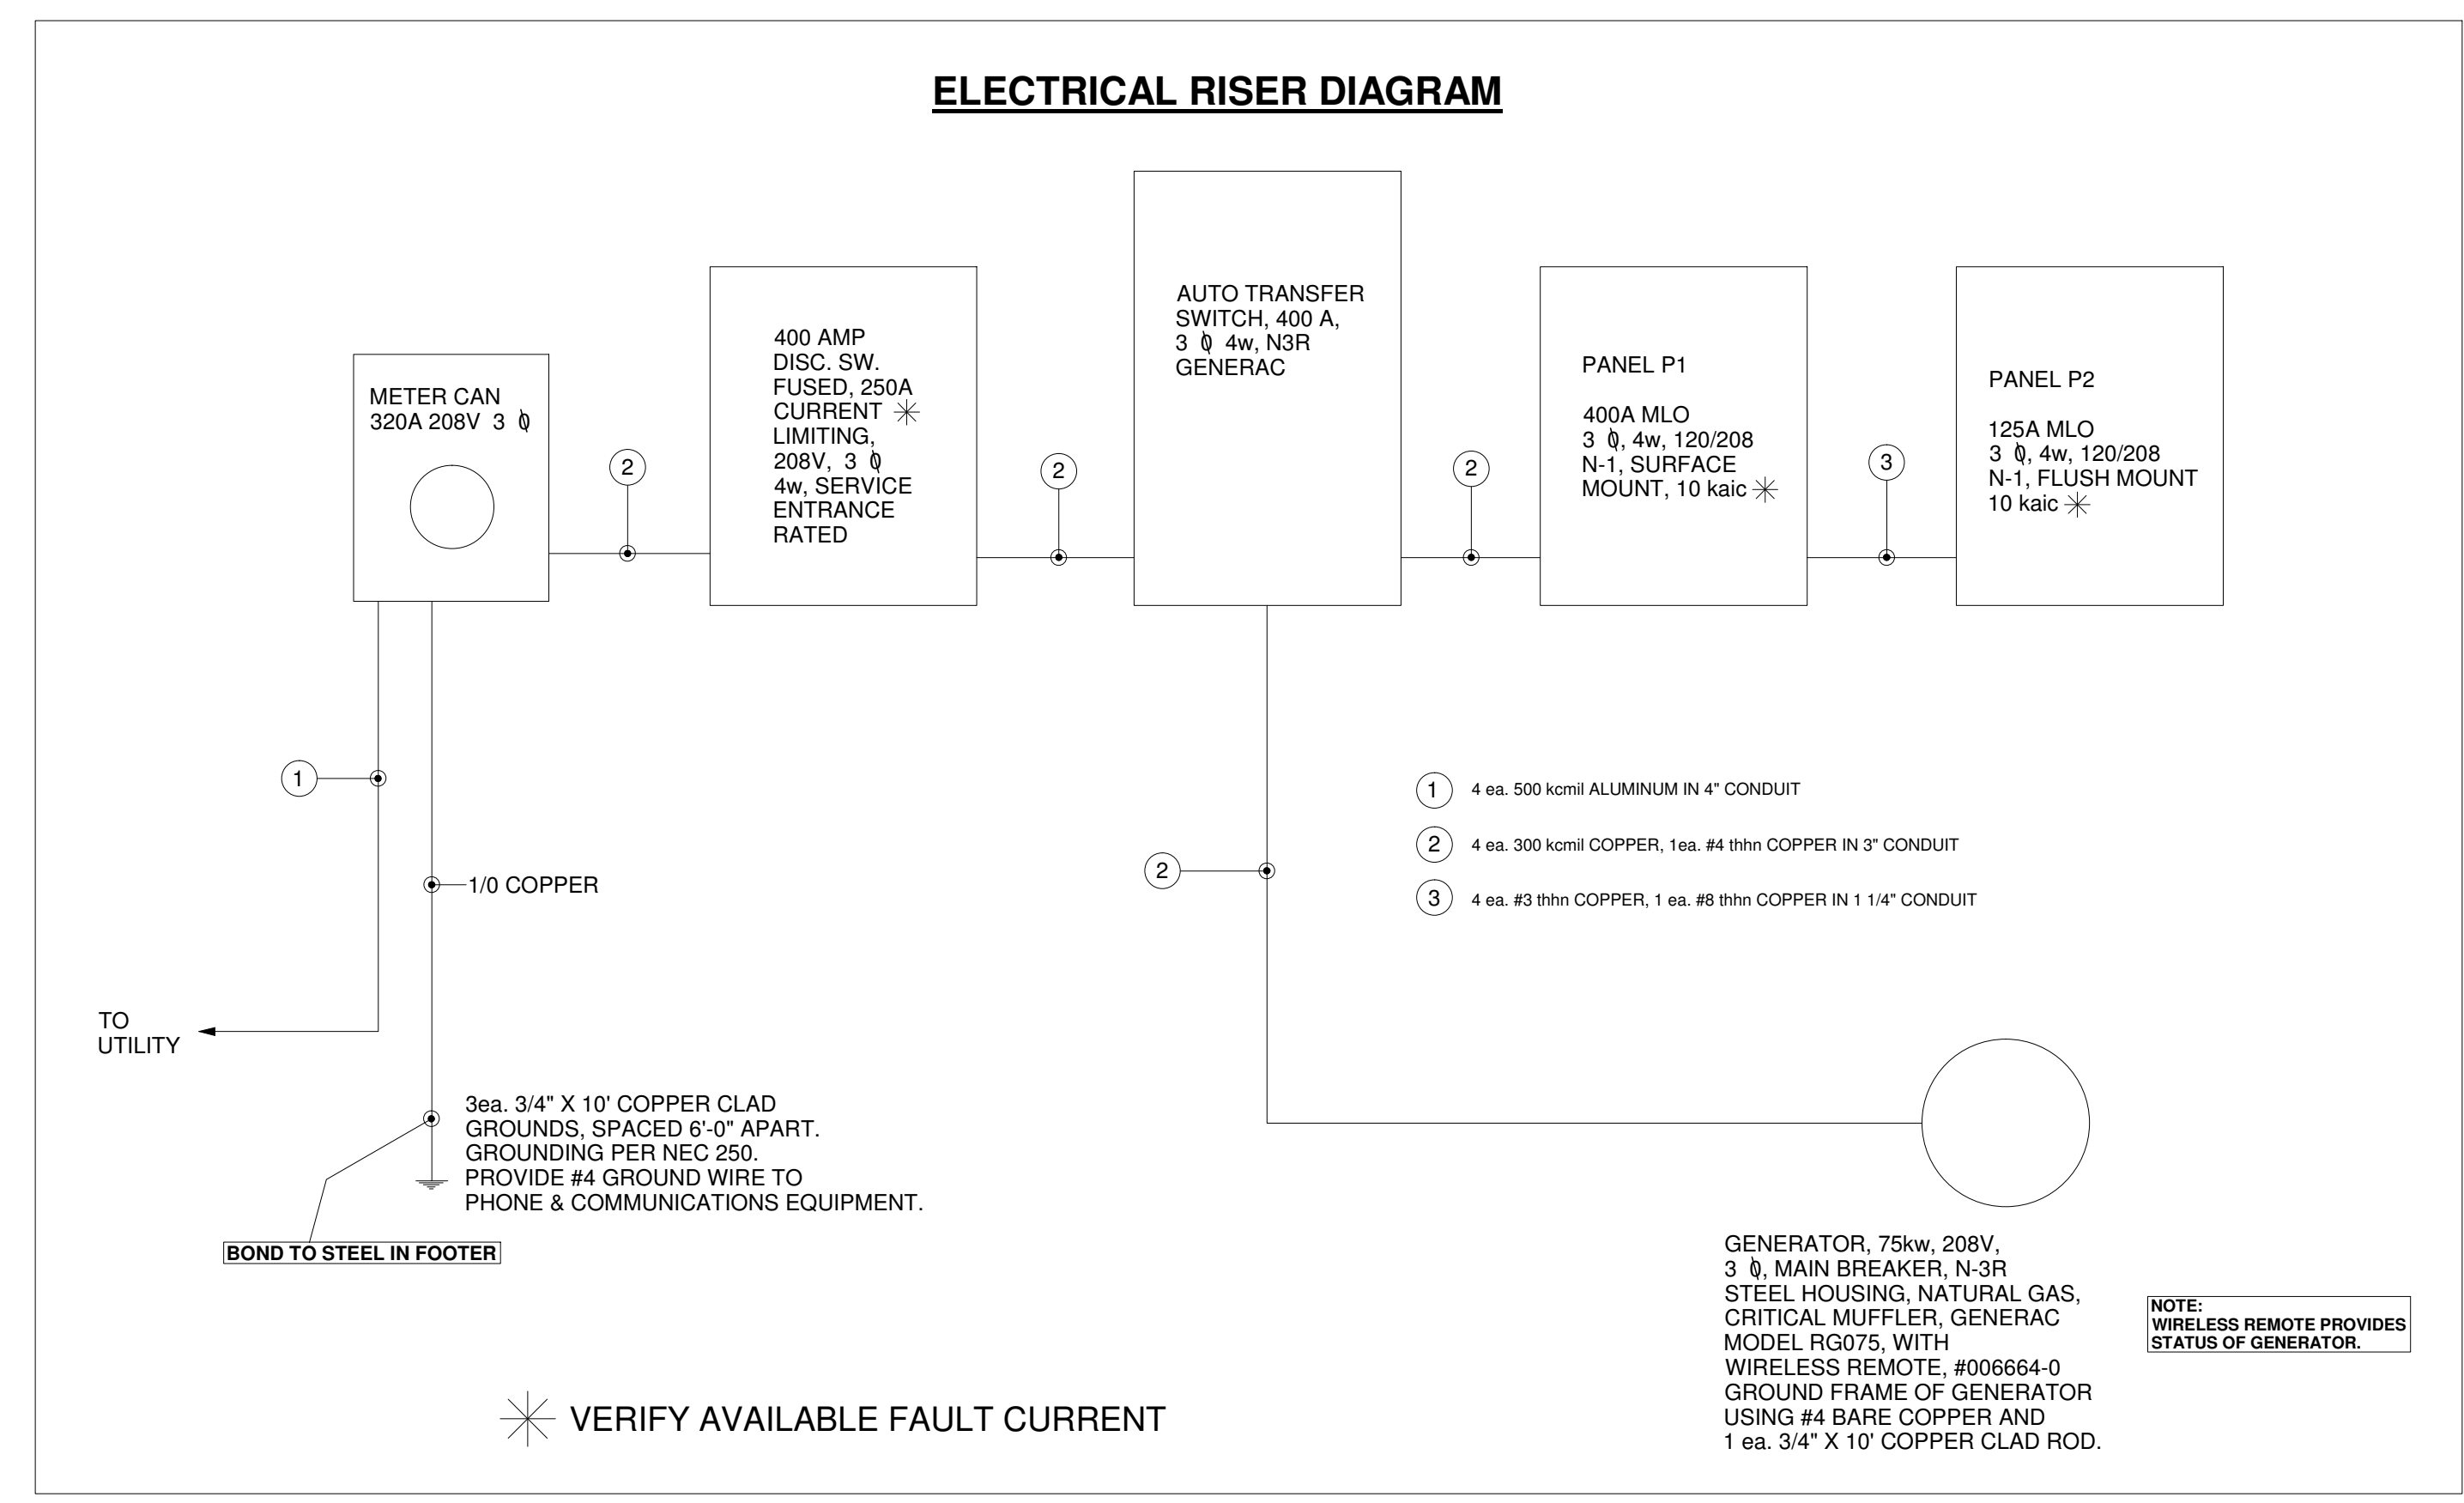 ELECTRICAL RISER DIAGRAM
METER CAN
320A 208V 3 ϕ
2
400 AMP
DISC. SW.
FUSED, 250A
CURRENT ✳
LIMITING,
208V, 3 ϕ
4w, SERVICE
ENTRANCE
RATED
2
AUTO TRANSFER
SWITCH, 400 A,
3 ϕ 4w, N3R
GENERAC
2
PANEL P1
400A MLO
3 ϕ, 4w, 120/208
N-1, SURFACE
MOUNT, 10 kaic ✳
3
PANEL P2
125A MLO
3 ϕ, 4w, 120/208
N-1, FLUSH MOUNT
10 kaic ✳
1
1/0 COPPER
TO
UTILITY
3ea. 3/4" X 10' COPPER CLAD
GROUNDS, SPACED 6'-0" APART.
GROUNDING PER NEC 250.
PROVIDE #4 GROUND WIRE TO
PHONE & COMMUNICATIONS EQUIPMENT.
BOND TO STEEL IN FOOTER
2
1 4 ea. 500 kcmil ALUMINUM IN 4" CONDUIT
2 4 ea. 300 kcmil COPPER, 1ea. #4 thhn COPPER IN 3" CONDUIT
3 4 ea. #3 thhn COPPER, 1 ea. #8 thhn COPPER IN 1 1/4" CONDUIT
GENERATOR, 75kw, 208V,
3 ϕ, MAIN BREAKER, N-3R
STEEL HOUSING, NATURAL GAS,
CRITICAL MUFFLER, GENERAC
MODEL RG075, WITH
WIRELESS REMOTE, #006664-0
GROUND FRAME OF GENERATOR
USING #4 BARE COPPER AND
1 ea. 3/4" X 10' COPPER CLAD ROD.
NOTE:
WIRELESS REMOTE PROVIDES
STATUS OF GENERATOR.
✳ VERIFY AVAILABLE FAULT CURRENT